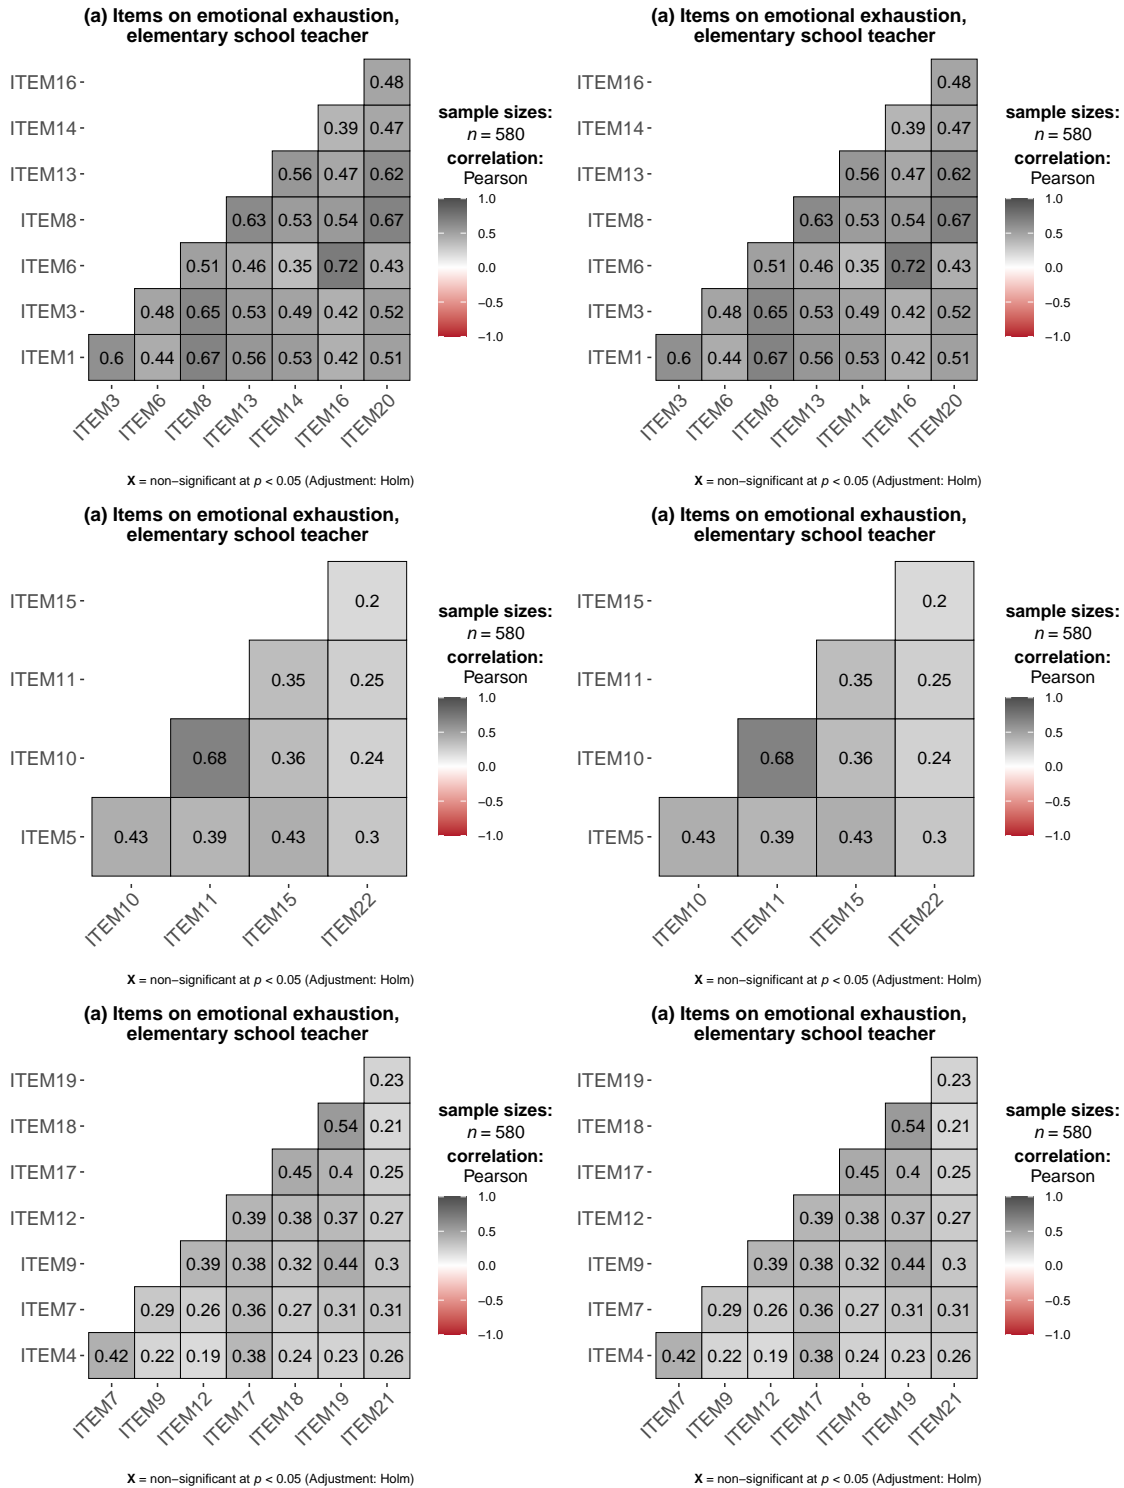 (a) Items on emotional exhaustion,
elementary school teacher
ITEM16
0.48
ITEM14
0.39 0.47
ITEM13
0.56 0.47 0.62
ITEM8
0.63 0.53 0.54 0.67
ITEM6
0.51 0.46 0.35 0.72 0.43
ITEM3
0.48 0.65 0.53 0.49 0.42 0.52
ITEM1
0.6 0.44 0.67 0.56 0.53 0.42 0.51
ITEM3 ITEM6 ITEM8 ITEM13 ITEM14 ITEM16 ITEM20
sample sizes:
n = 580
correlation:
Pearson
1.0
0.5
0.0
−0.5
−1.0
X = non−significant at p < 0.05 (Adjustment: Holm)
(a) Items on emotional exhaustion,
elementary school teacher
ITEM16
0.48
ITEM14
0.39 0.47
ITEM13
0.56 0.47 0.62
ITEM8
0.63 0.53 0.54 0.67
ITEM6
0.51 0.46 0.35 0.72 0.43
ITEM3
0.48 0.65 0.53 0.49 0.42 0.52
ITEM1
0.6 0.44 0.67 0.56 0.53 0.42 0.51
ITEM3 ITEM6 ITEM8 ITEM13 ITEM14 ITEM16 ITEM20
sample sizes:
n = 580
correlation:
Pearson
1.0
0.5
0.0
−0.5
−1.0
X = non−significant at p < 0.05 (Adjustment: Holm)
(a) Items on emotional exhaustion,
elementary school teacher
ITEM15
0.2
ITEM11
0.35 0.25
ITEM10
0.68 0.36 0.24
ITEM5
0.43 0.39 0.43 0.3
ITEM10 ITEM11 ITEM15 ITEM22
sample sizes:
n = 580
correlation:
Pearson
1.0
0.5
0.0
−0.5
−1.0
X = non−significant at p < 0.05 (Adjustment: Holm)
(a) Items on emotional exhaustion,
elementary school teacher
ITEM15
0.2
ITEM11
0.35 0.25
ITEM10
0.68 0.36 0.24
ITEM5
0.43 0.39 0.43 0.3
ITEM10 ITEM11 ITEM15 ITEM22
sample sizes:
n = 580
correlation:
Pearson
1.0
0.5
0.0
−0.5
−1.0
X = non−significant at p < 0.05 (Adjustment: Holm)
(a) Items on emotional exhaustion,
elementary school teacher
ITEM19
0.23
ITEM18
0.54 0.21
ITEM17
0.45 0.4 0.25
ITEM12
0.39 0.38 0.37 0.27
ITEM9
0.39 0.38 0.32 0.44 0.3
ITEM7
0.29 0.26 0.36 0.27 0.31 0.31
ITEM4
0.42 0.22 0.19 0.38 0.24 0.23 0.26
ITEM7 ITEM9 ITEM12 ITEM17 ITEM18 ITEM19 ITEM21
sample sizes:
n = 580
correlation:
Pearson
1.0
0.5
0.0
−0.5
−1.0
X = non−significant at p < 0.05 (Adjustment: Holm)
(a) Items on emotional exhaustion,
elementary school teacher
ITEM19
0.23
ITEM18
0.54 0.21
ITEM17
0.45 0.4 0.25
ITEM12
0.39 0.38 0.37 0.27
ITEM9
0.39 0.38 0.32 0.44 0.3
ITEM7
0.29 0.26 0.36 0.27 0.31 0.31
ITEM4
0.42 0.22 0.19 0.38 0.24 0.23 0.26
ITEM7 ITEM9 ITEM12 ITEM17 ITEM18 ITEM19 ITEM21
sample sizes:
n = 580
correlation:
Pearson
1.0
0.5
0.0
−0.5
−1.0
X = non−significant at p < 0.05 (Adjustment: Holm)